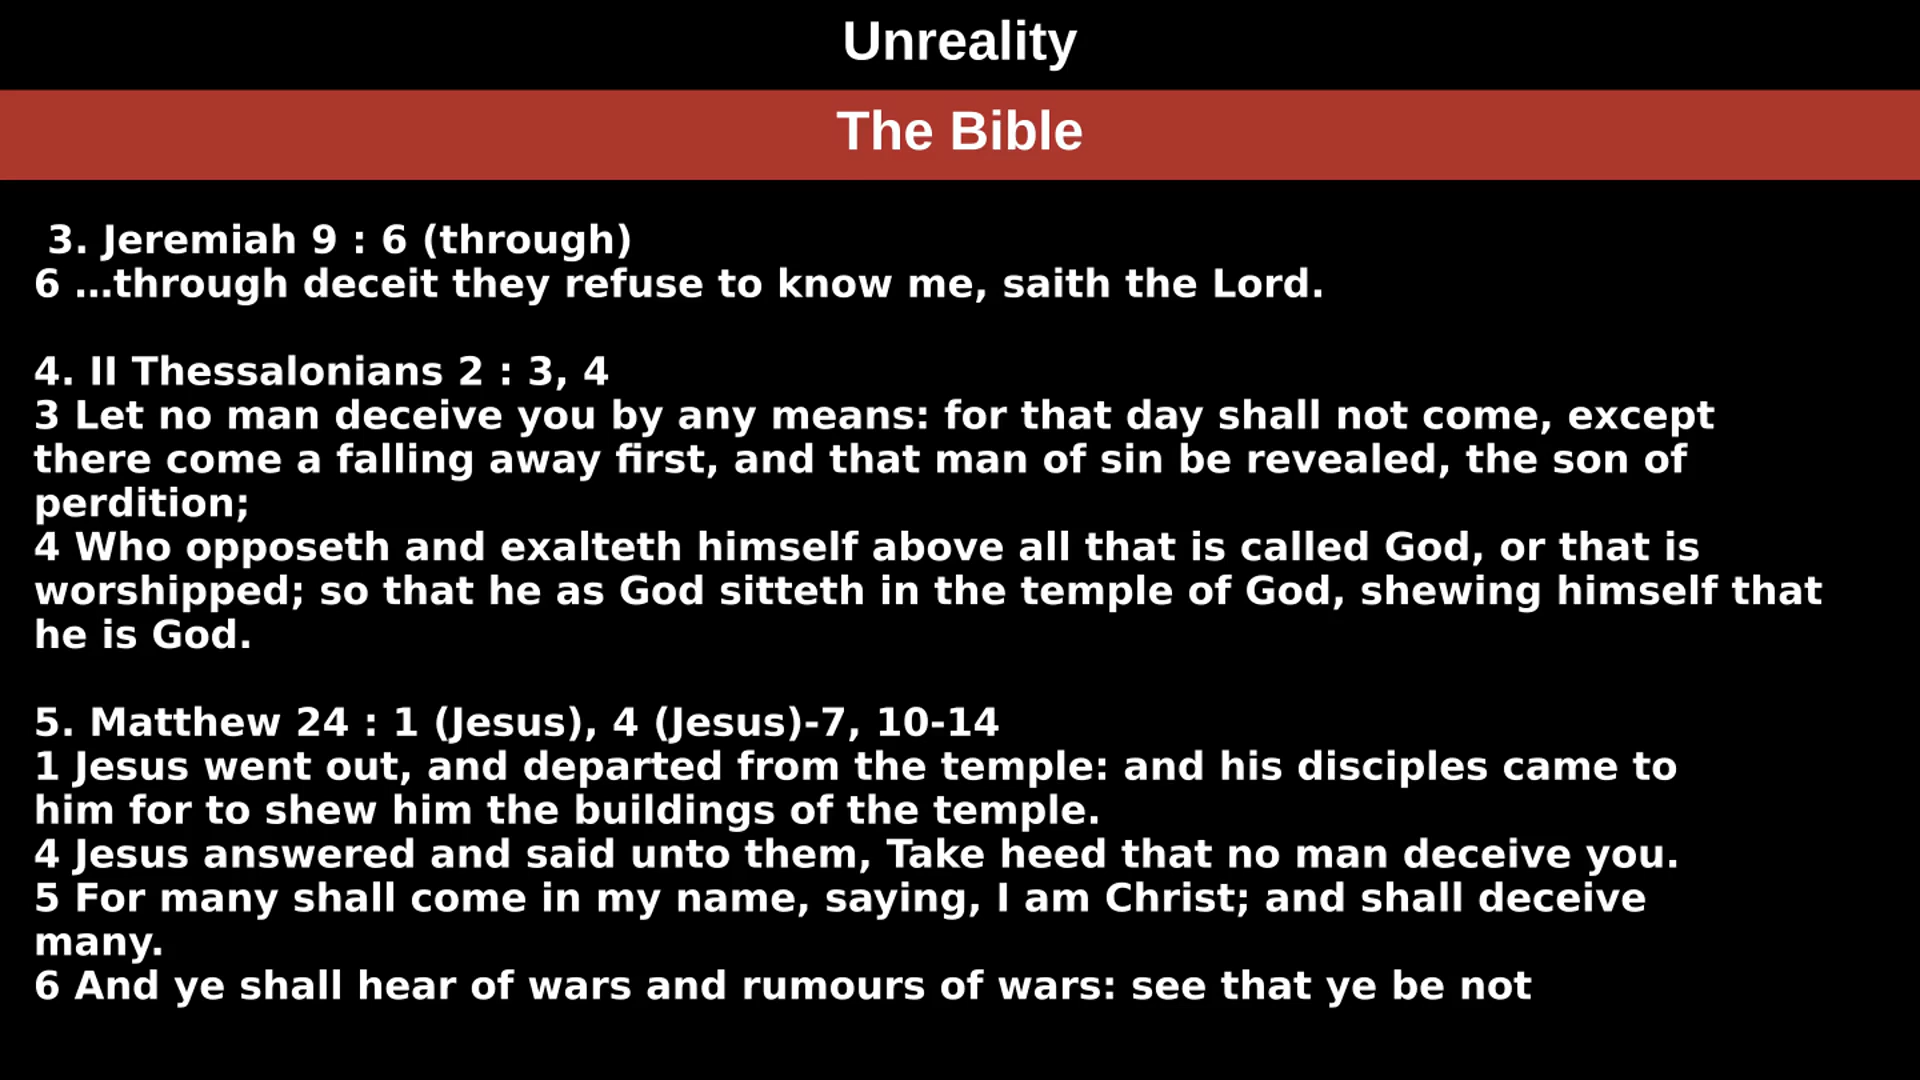 Unreality
The Bible
3. Jeremiah 9 : 6 (through)
6 …through deceit they refuse to know me, saith the Lord.
4. II Thessalonians 2 : 3, 4
3 Let no man deceive you by any means: for that day shall not come, except
there come a falling away first, and that man of sin be revealed, the son of
perdition;
4 Who opposeth and exalteth himself above all that is called God, or that is
worshipped; so that he as God sitteth in the temple of God, shewing himself that
he is God.
5. Matthew 24 : 1 (Jesus), 4 (Jesus)-7, 10-14
1 Jesus went out, and departed from the temple: and his disciples came to
him for to shew him the buildings of the temple.
4 Jesus answered and said unto them, Take heed that no man deceive you.
5 For many shall come in my name, saying, I am Christ; and shall deceive
many.
6 And ye shall hear of wars and rumours of wars: see that ye be not